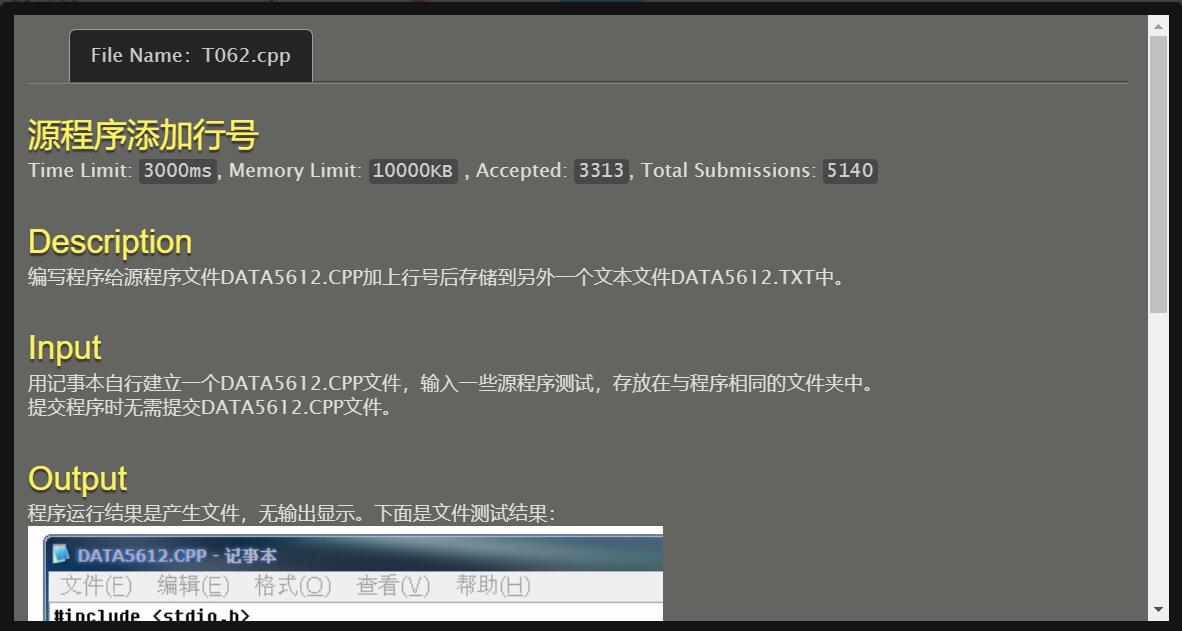 File Name：T062.cpp
源程序添加行号
Time Limit: 3000ms, Memory Limit: 10000KB , Accepted: 3313, Total Submissions: 5140
Description
编写程序给源程序文件DATA5612.CPP加上行号后存储到另外一个文本文件DATA5612.TXT中。
Input
用记事本自行建立一个DATA5612.CPP文件，输入一些源程序测试，存放在与程序相同的文件夹中。
提交程序时无需提交DATA5612.CPP文件。
Output
程序运行结果是产生文件，无输出显示。下面是文件测试结果：
DATA5612.CPP - 记事本
文件(F) 编辑(E) 格式(O) 查看(V) 帮助(H)
#include <stdio.h>